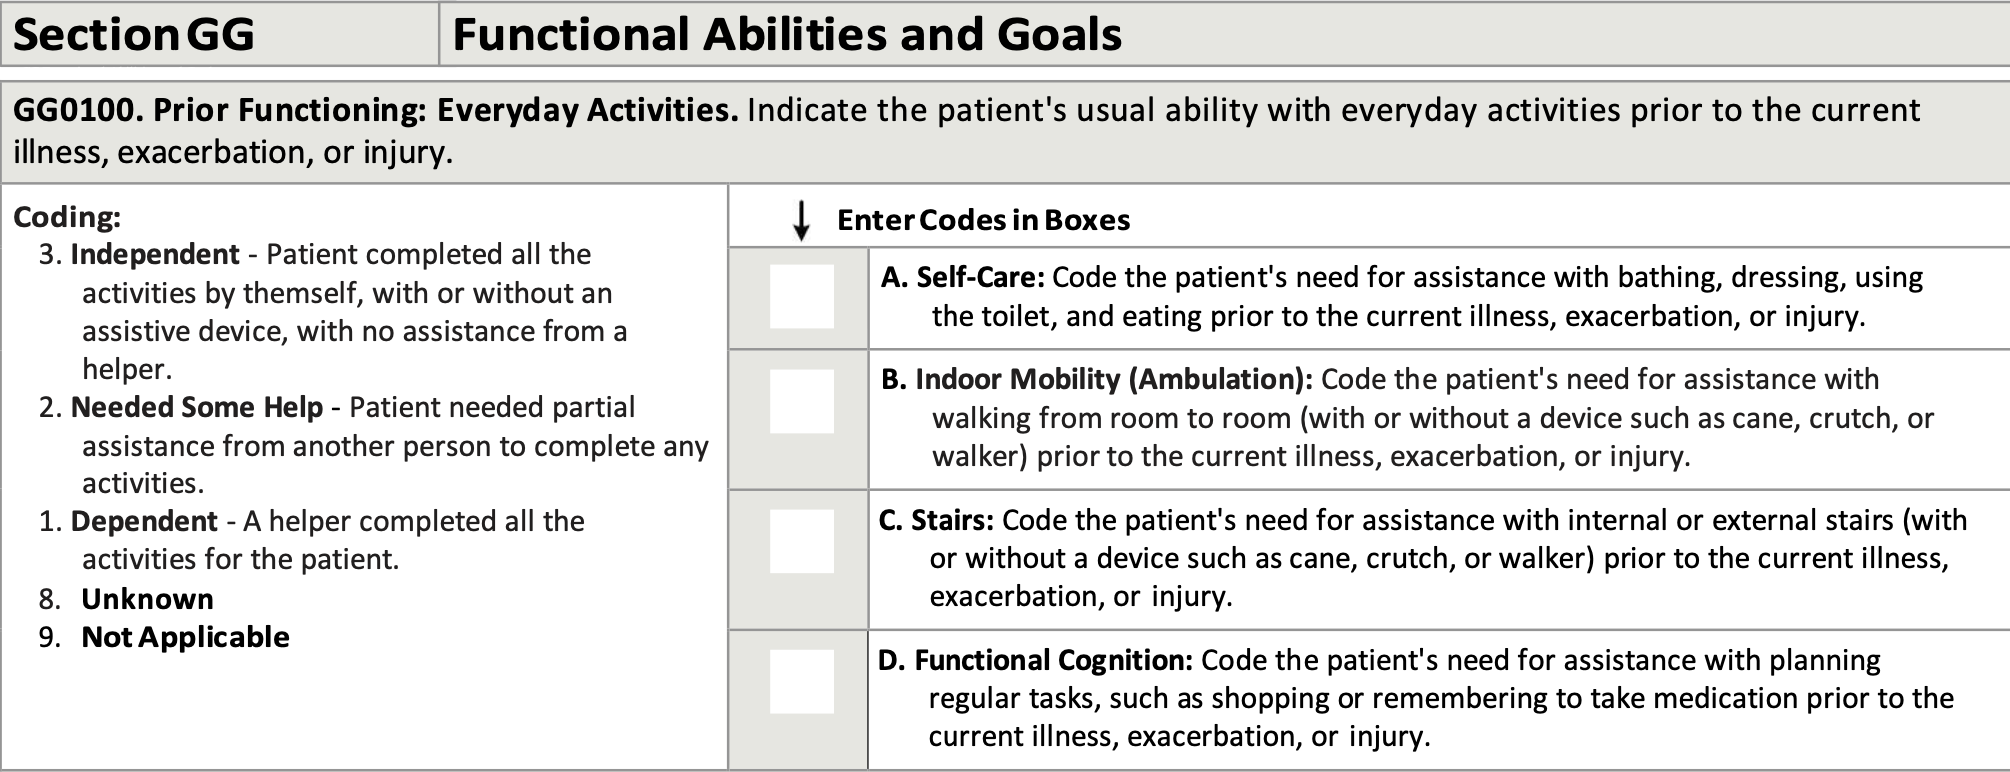 Section GG
Functional Abilities and Goals
GG0100. Prior Functioning: Everyday Activities. Indicate the patient's usual ability with everyday activities prior to the current
illness, exacerbation, or injury.
Coding:
3. Independent - Patient completed all the
activities by themself, with or without an
assistive device, with no assistance from a
helper.
2. Needed Some Help - Patient needed partial
assistance from another person to complete any
activities.
1. Dependent - A helper completed all the
activities for the patient.
8. Unknown
9. Not Applicable
↓ Enter Codes in Boxes
A. Self-Care: Code the patient's need for assistance with bathing, dressing, using
the toilet, and eating prior to the current illness, exacerbation, or injury.
B. Indoor Mobility (Ambulation): Code the patient's need for assistance with
walking from room to room (with or without a device such as cane, crutch, or
walker) prior to the current illness, exacerbation, or injury.
C. Stairs: Code the patient's need for assistance with internal or external stairs (with
or without a device such as cane, crutch, or walker) prior to the current illness,
exacerbation, or injury.
D. Functional Cognition: Code the patient's need for assistance with planning
regular tasks, such as shopping or remembering to take medication prior to the
current illness, exacerbation, or injury.